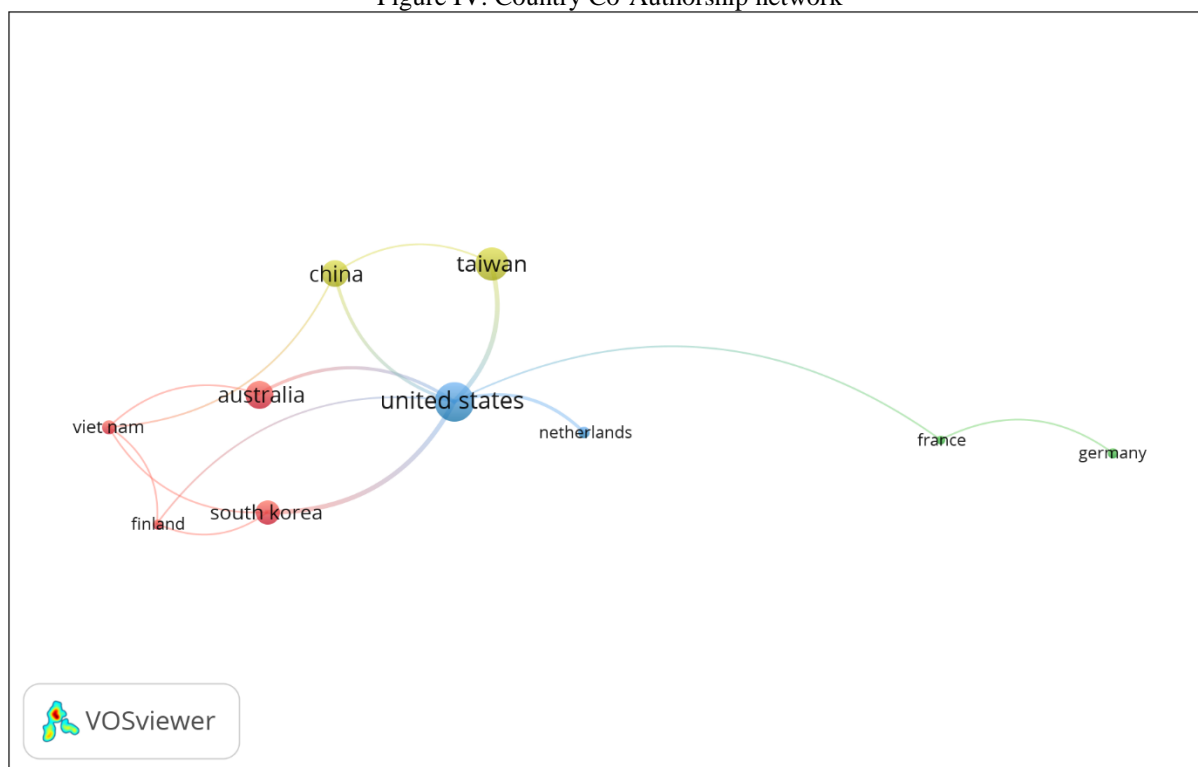 Figure IV: Country Co-Authorship network
taiwan
china
australia
united states
viet nam
netherlands
france
germany
south korea
finland
VOSviewer